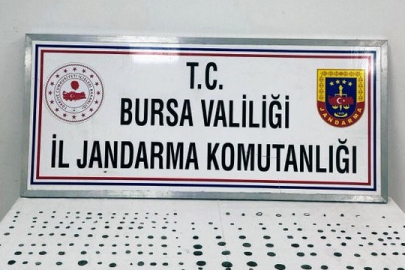 T.C.
BURSA VALİLİĞİ
İL JANDARMA KOMUTANLIĞI
JANDARMA